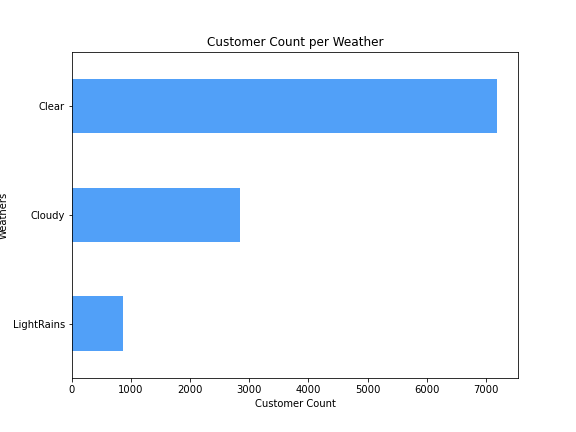 Customer Count per Weather
Clear
Cloudy
LightRains
Weathers
0 1000 2000 3000 4000 5000 6000 7000
Customer Count